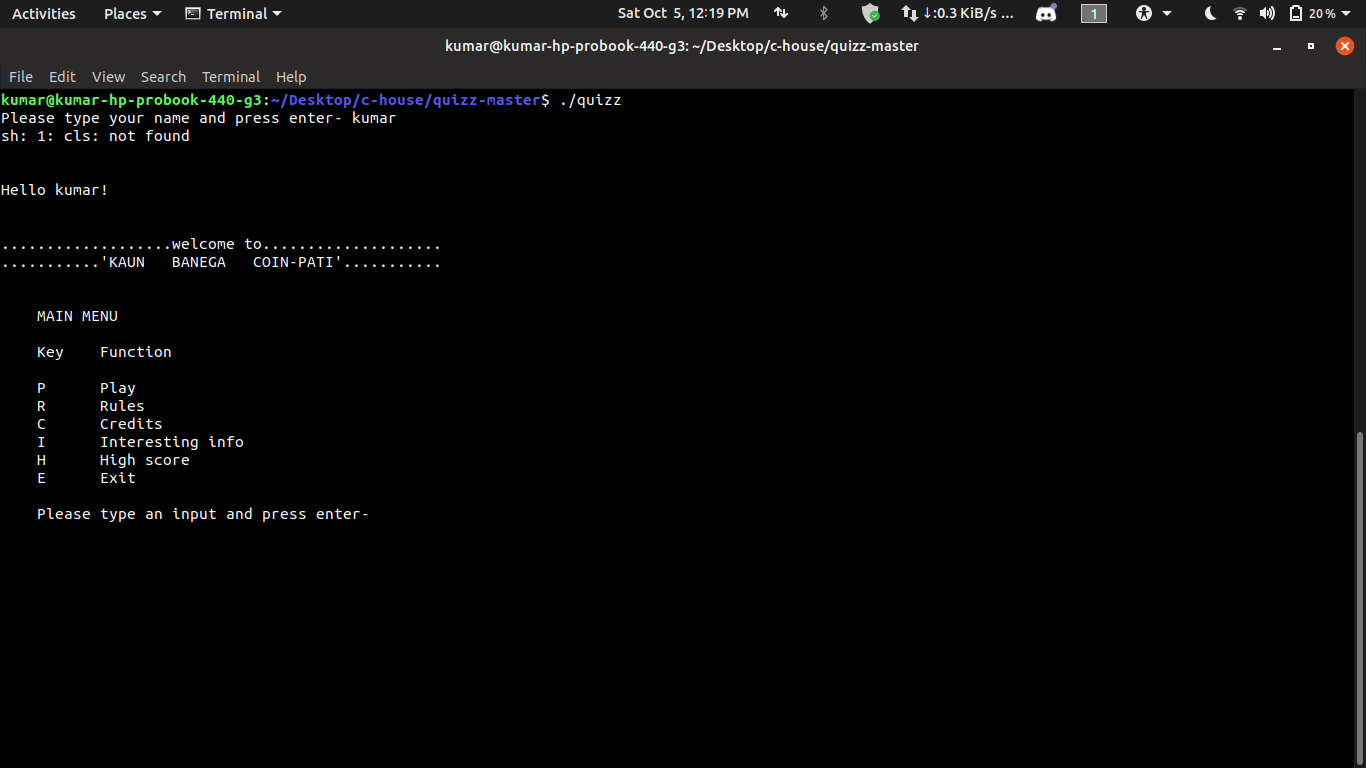 Activities Places Terminal Sat Oct 5, 12:19 PM ↓:0.3 KiB/s ... 1 20 %
kumar@kumar-hp-probook-440-g3: ~/Desktop/c-house/quizz-master
File Edit View Search Terminal Help
kumar@kumar-hp-probook-440-g3:~/Desktop/c-house/quizz-master$ ./quizz
Please type your name and press enter- kumar
sh: 1: cls: not found
Hello kumar!
...................welcome to....................
...........'KAUN   BANEGA   COIN-PATI'...........
MAIN MENU
Key    Function
P      Play
R      Rules
C      Credits
I      Interesting info
H      High score
E      Exit
Please type an input and press enter-